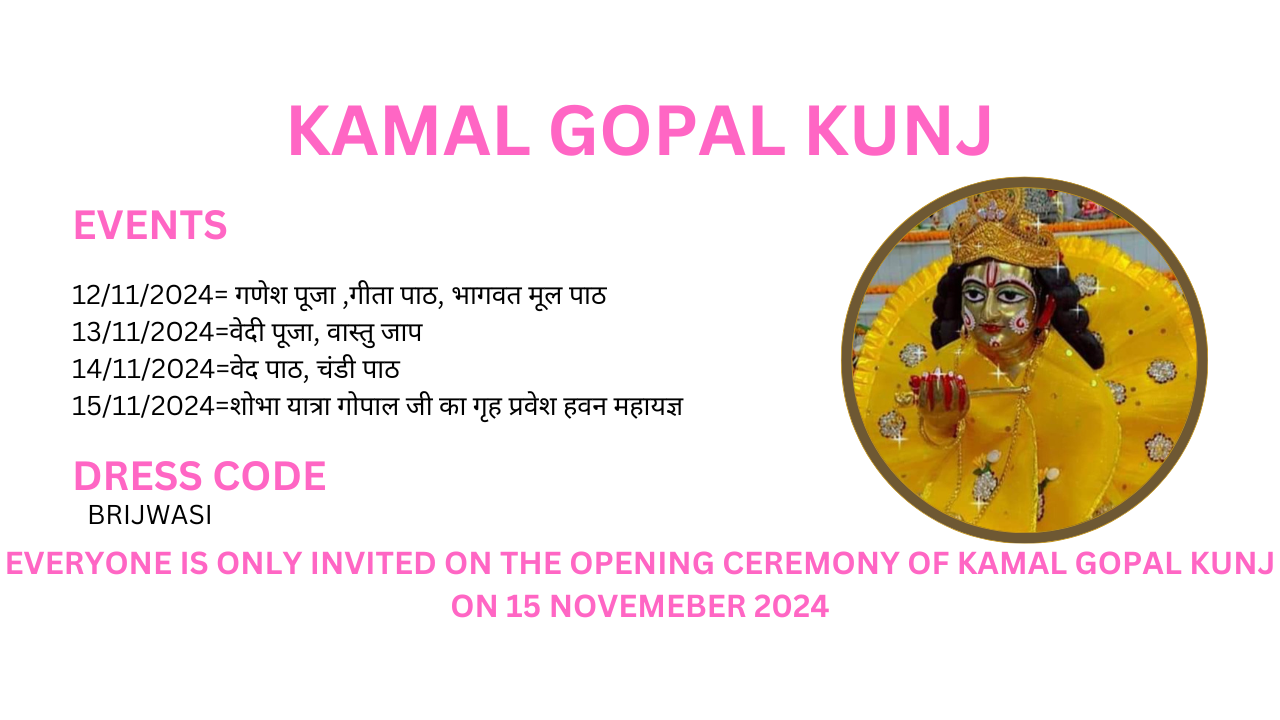 KAMAL GOPAL KUNJ
EVENTS
12/11/2024= गणेश पूजा ,गीता पाठ, भागवत मूल पाठ
13/11/2024=वेदी पूजा, वास्तु जाप
14/11/2024=वेद पाठ, चंडी पाठ
15/11/2024=शोभा यात्रा गोपाल जी का गृह प्रवेश हवन महायज्ञ
DRESS CODE
BRIJWASI
EVERYONE IS ONLY INVITED ON THE OPENING CEREMONY OF KAMAL GOPAL KUNJ
ON 15 NOVEMEBER 2024